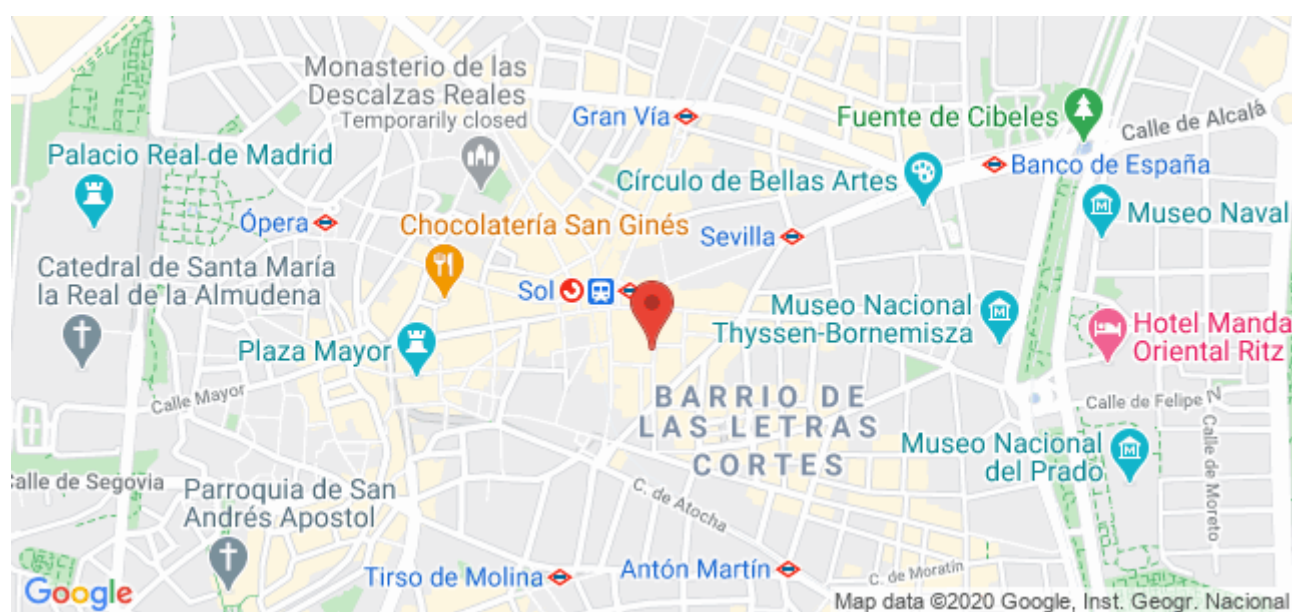 Monasterio de las
Descalzas Reales
Temporarily closed
Gran Vía
Fuente de Cibeles
Calle de Alcalá
Palacio Real de Madrid
Círculo de Bellas Artes
Banco de España
Ópera
Chocolatería San Ginés
Sevilla
Museo Naval
Catedral de Santa María
la Real de la Almudena
Sol
Museo Nacional
Thyssen-Bornemisza
Hotel Manda
Oriental Ritz
Plaza Mayor
Calle Mayor
BARRIO DE
LAS LETRAS
CORTES
Calle de Felipe
Calle de Moreto
Museo Nacional
del Prado
alle de Segovia
Parroquia de San
Andrés Apostol
C. de Atocha
Tirso de Molina
Antón Martín
C. de Moratín
Google
Map data ©2020 Google, Inst. Geogr. Nacional